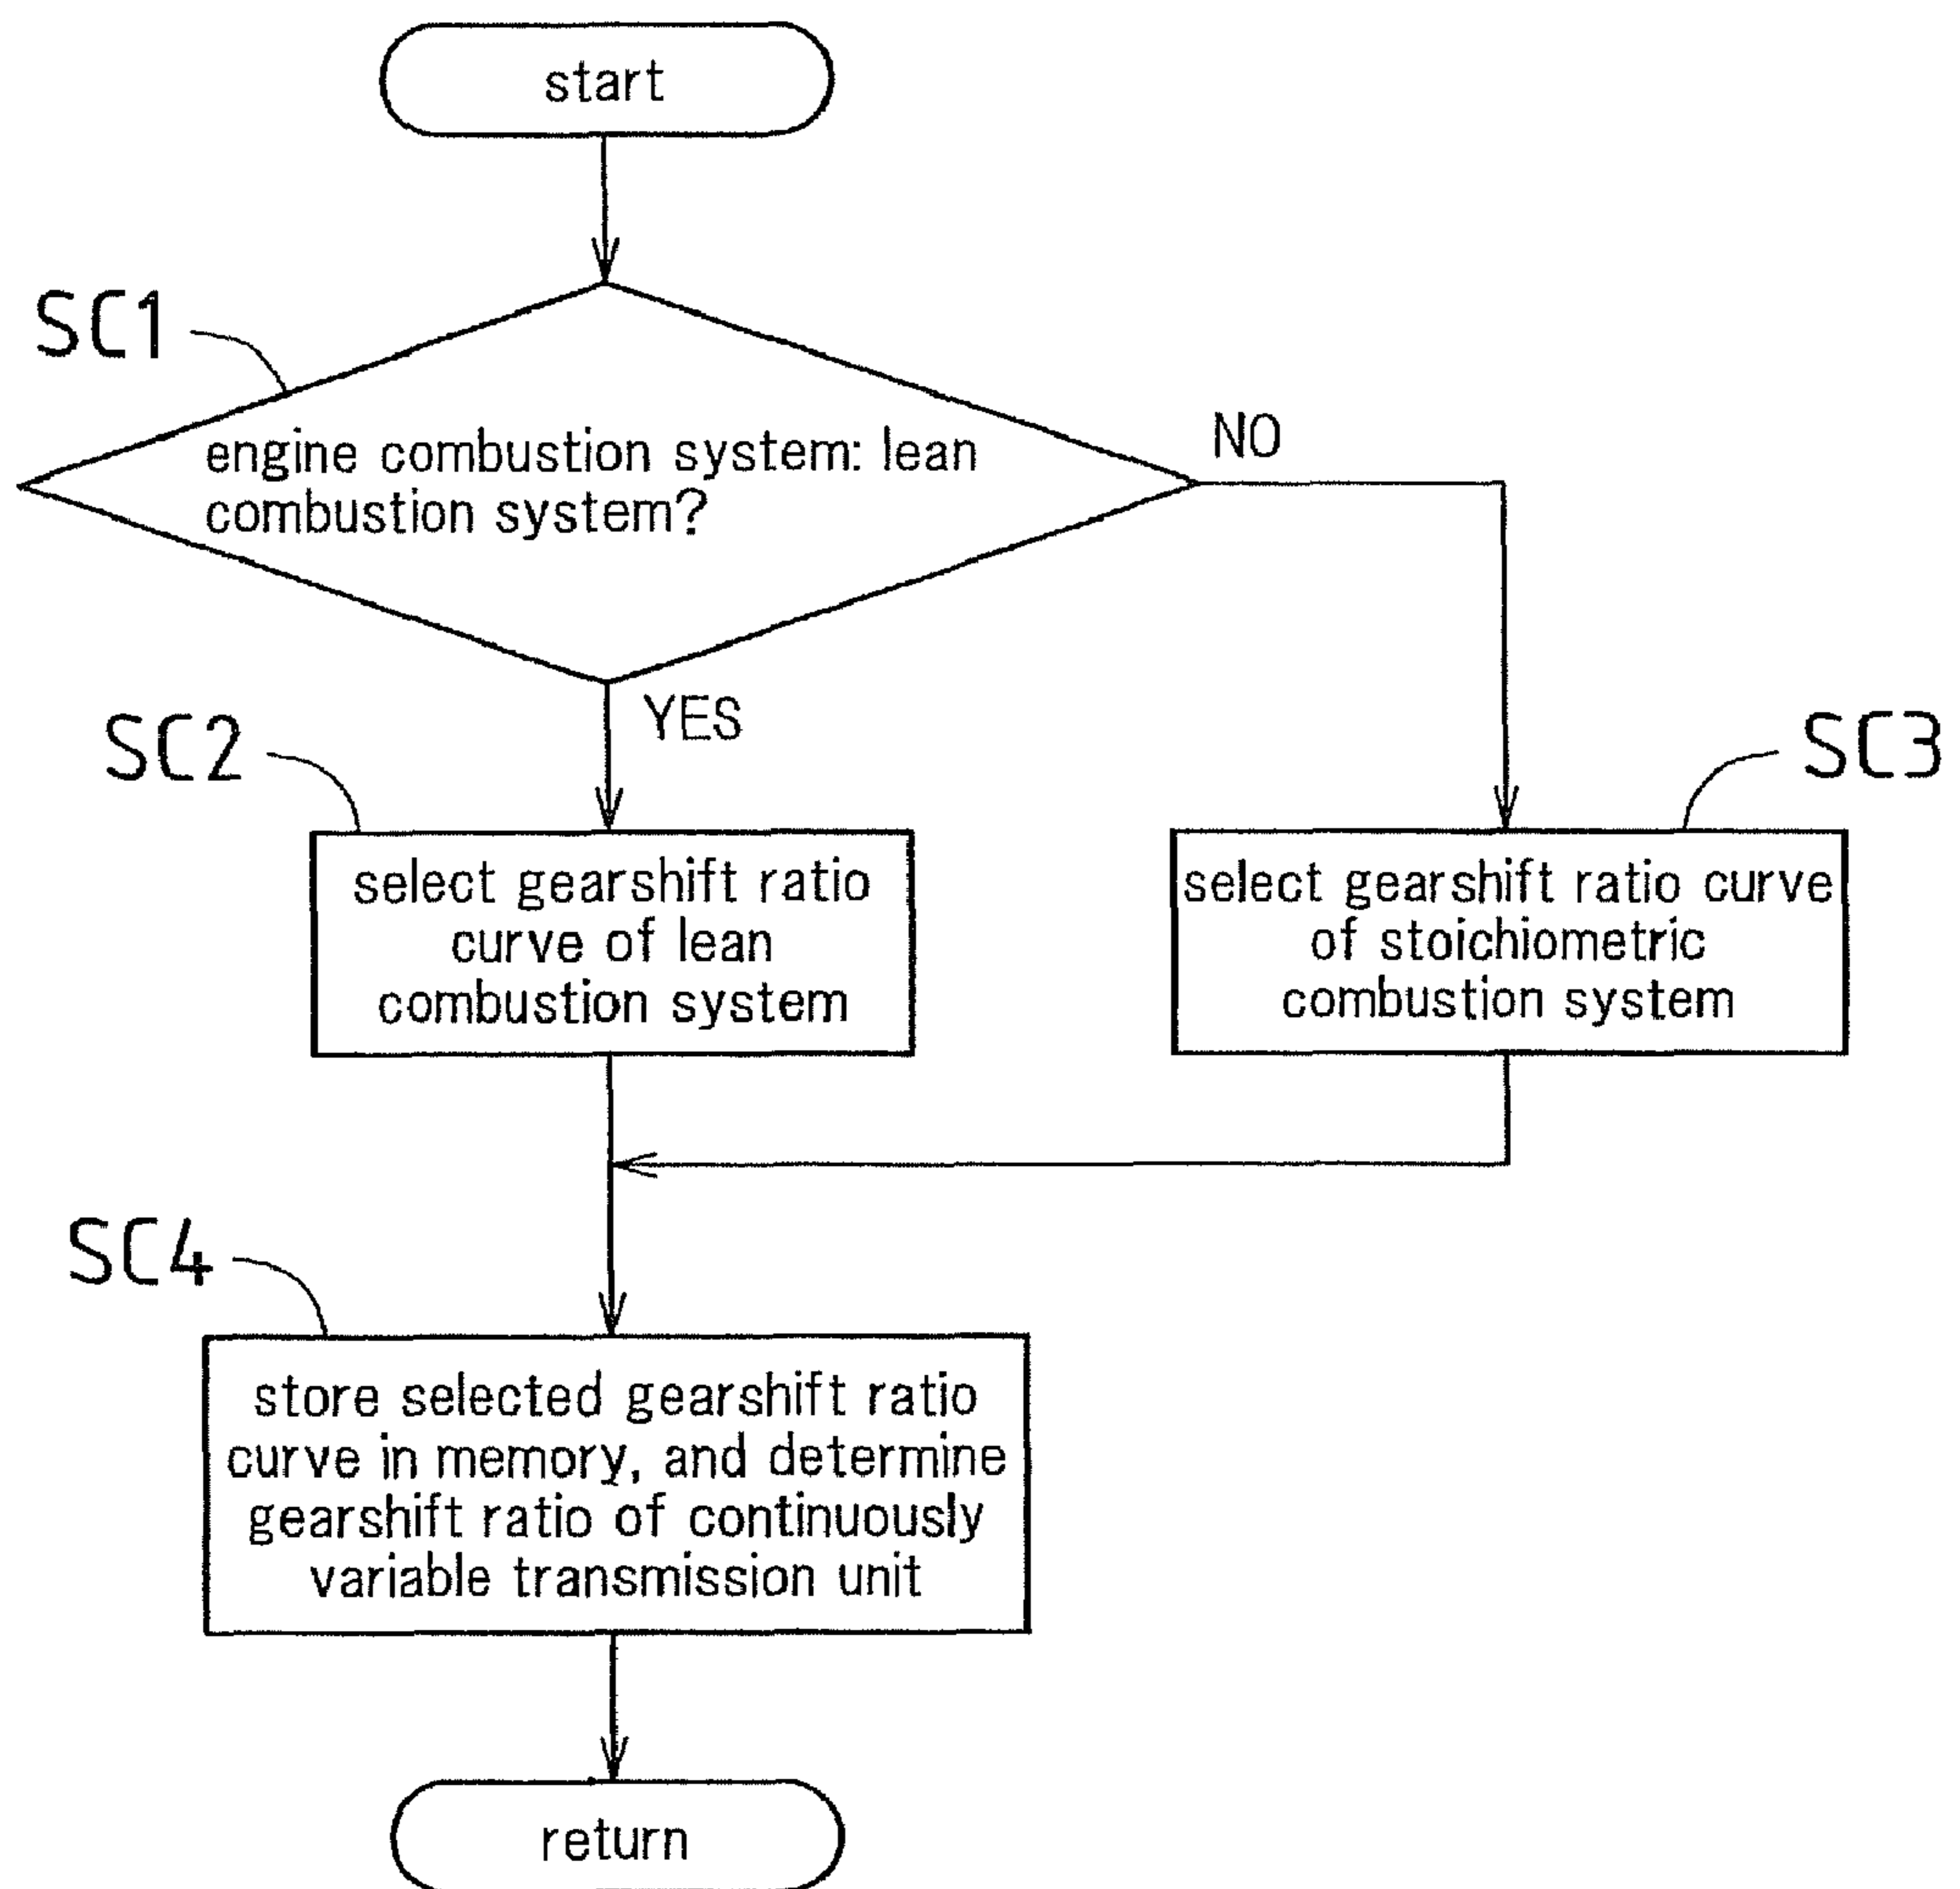 start
SC1
engine combustion system: lean
combustion system?
NO
YES
SC2
select gearshift ratio
curve of lean
combustion system
SC3
select gearshift ratio curve
of stoichiometric
combustion system
SC4
store selected gearshift ratio
curve in memory, and determine
gearshift ratio of continuously
variable transmission unit
return